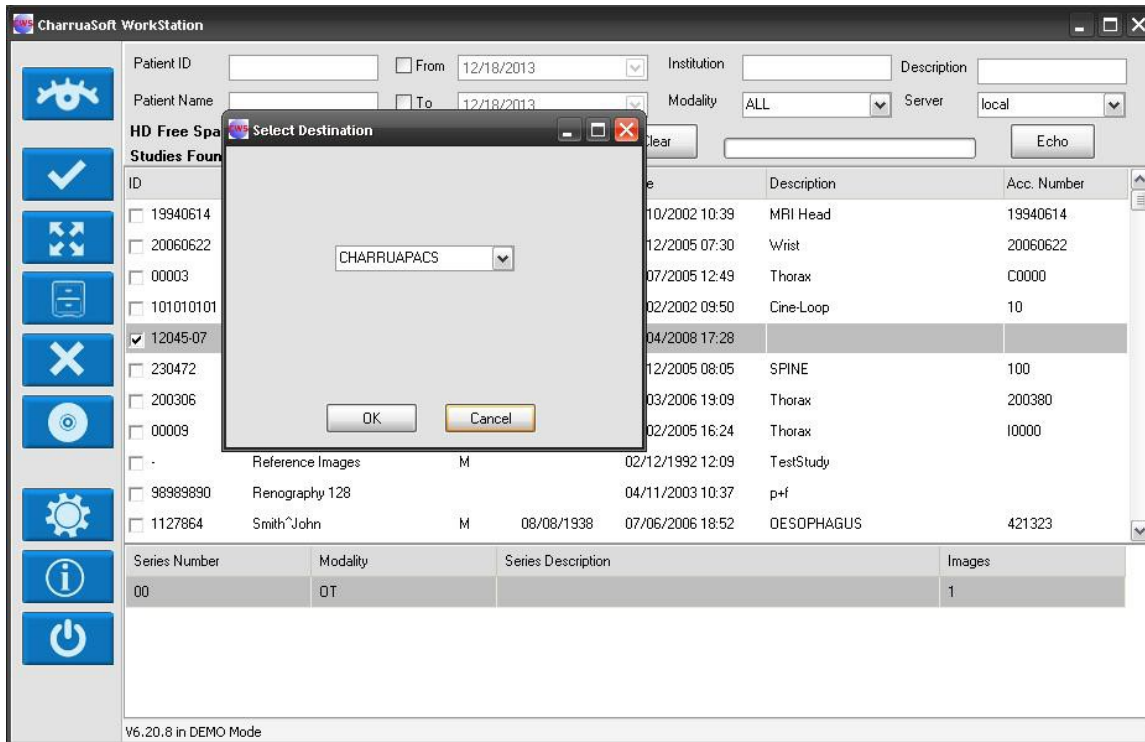 CWS CharruaSoft WorkStation
Patient ID From 12/18/2013 Institution Description
Patient Name To 12/18/2013 Modality ALL Server local
HD Free Spa
Clear Echo
Studies Foun
CWS Select Destination
CHARRUAPACS
OK Cancel
ID Description Acc. Number
19940614 10/2002 10:39 MRI Head 19940614
20060622 12/2005 07:30 Wrist 20060622
00003 07/2005 12:49 Thorax C0000
101010101 02/2002 09:50 Cine-Loop 10
12045-07 04/2008 17:28
230472 12/2005 08:05 SPINE 100
200306 03/2006 19:09 Thorax 200380
00009 02/2005 16:24 Thorax I0000
- Reference Images M 02/12/1992 12:09 TestStudy
98989890 Renography 128 04/11/2003 10:37 p+f
1127864 Smith^John M 08/08/1938 07/06/2006 18:52 OESOPHAGUS 421323
Series Number Modality Series Description Images
00 OT 1
V6.20.8 in DEMO Mode